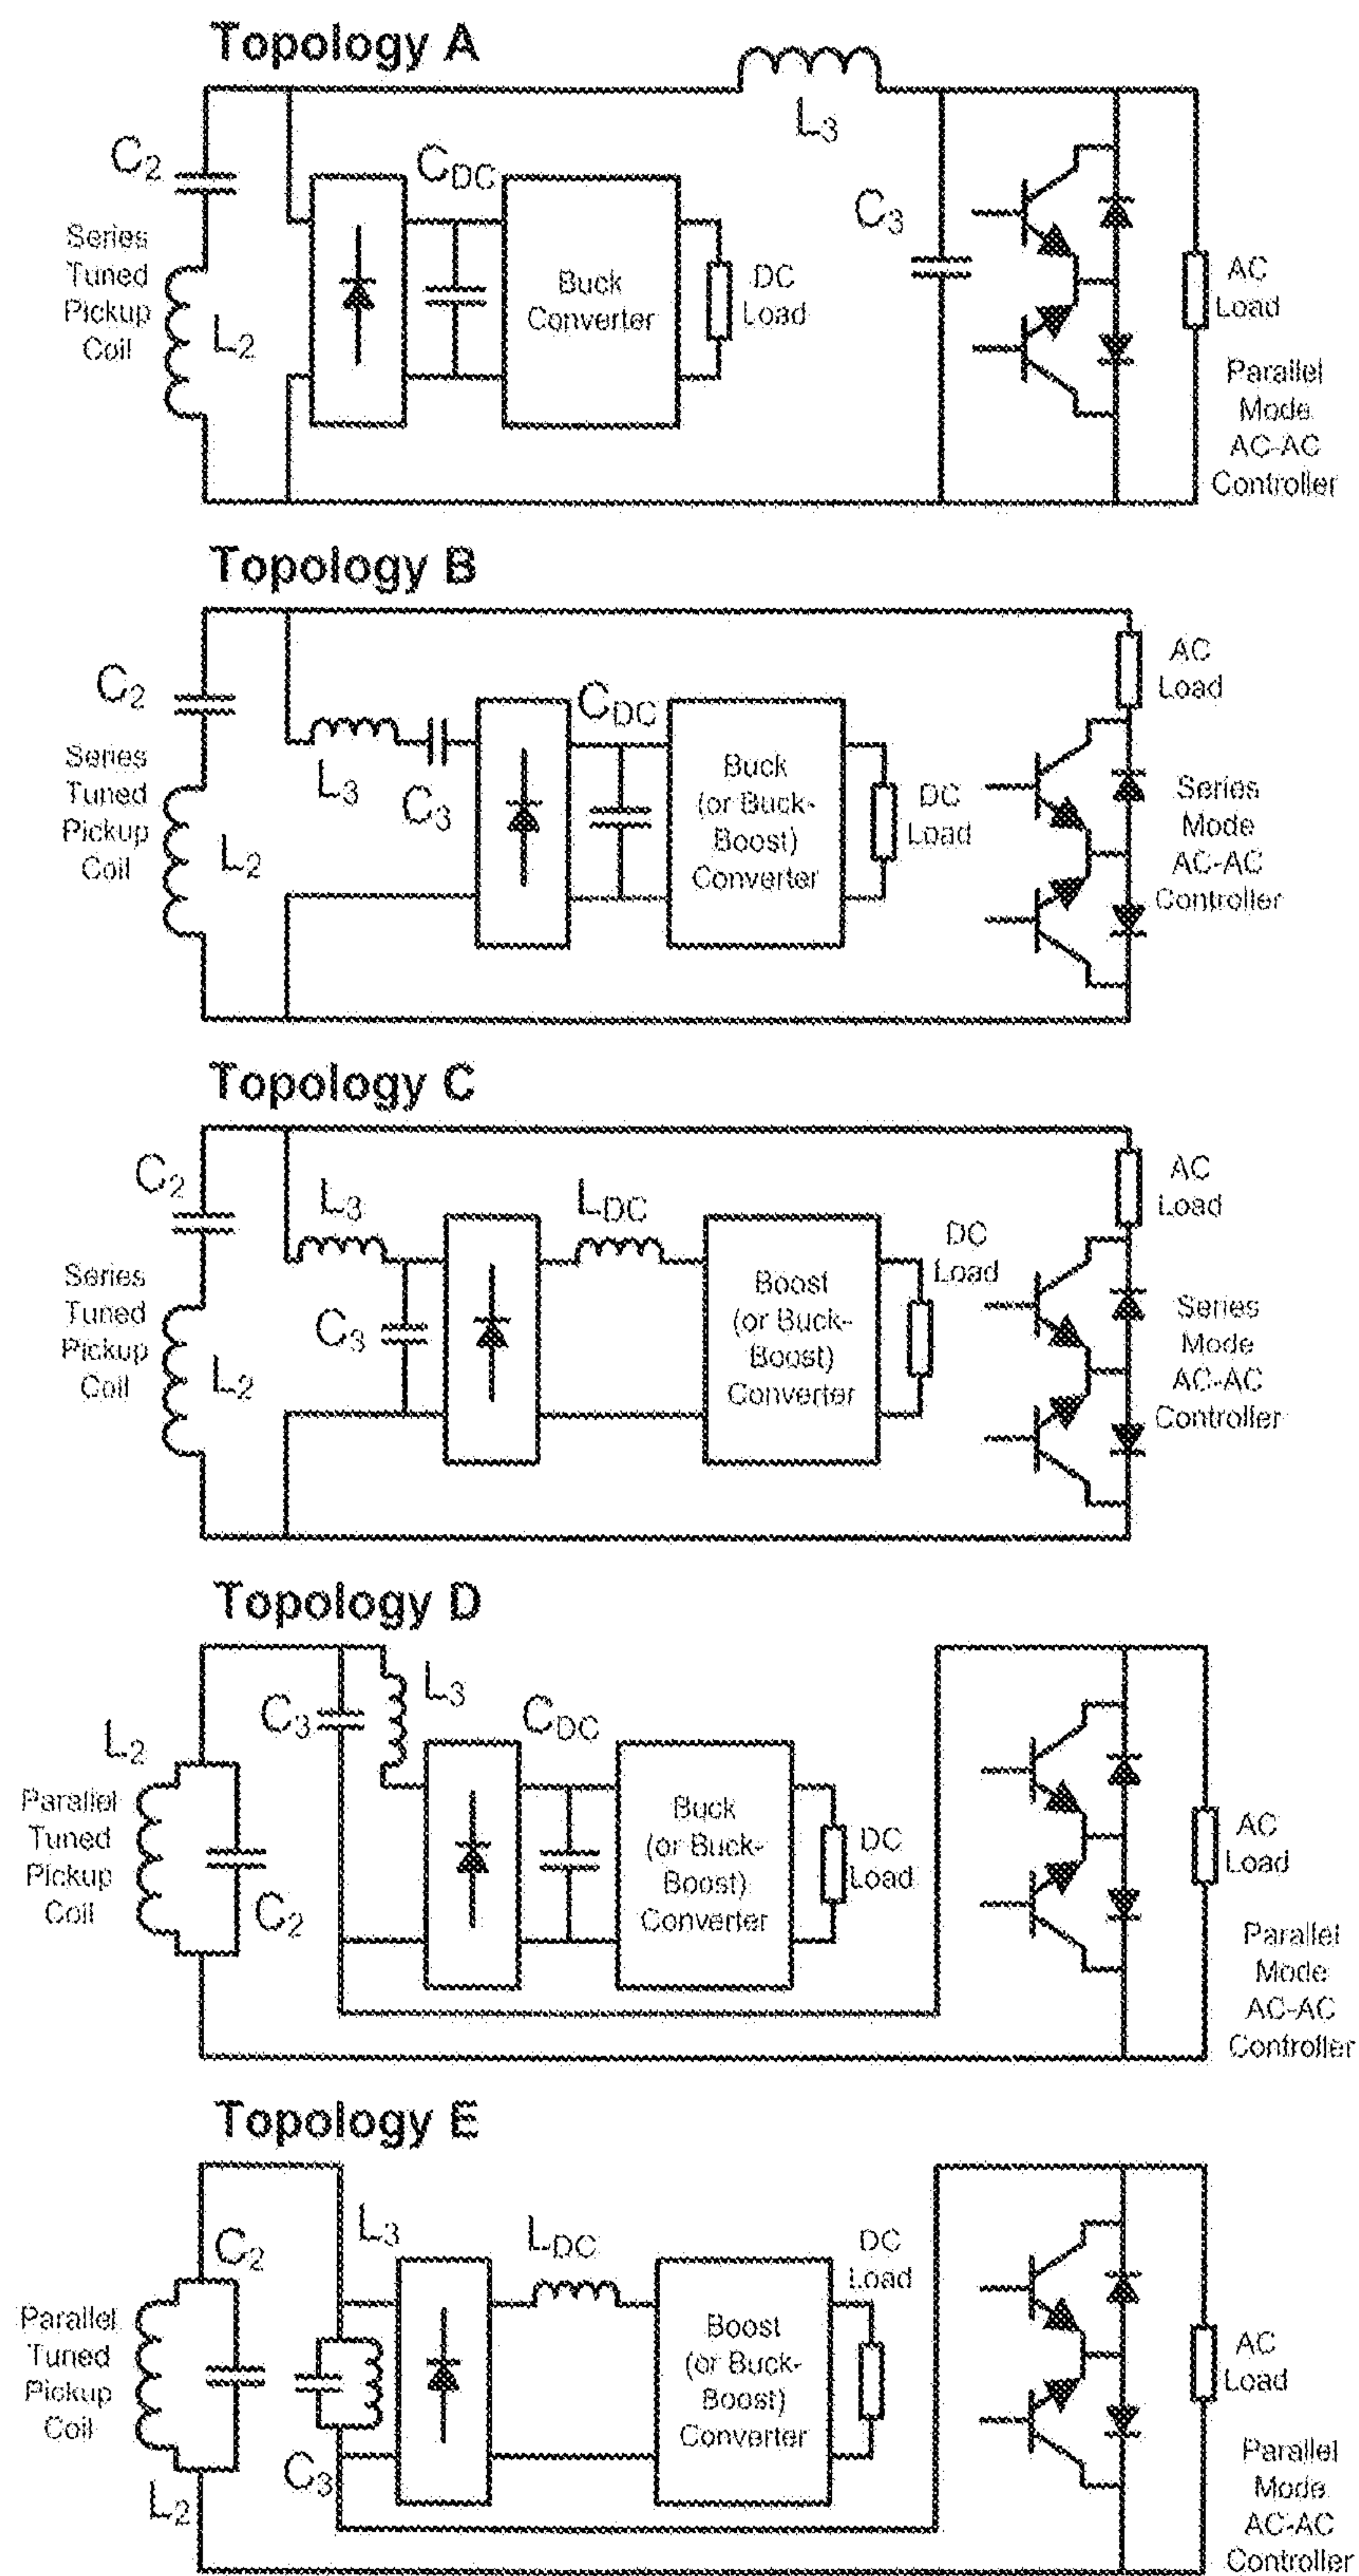 Topology A
L3
C2
CDC
C3
Series
Tuned
Pickup
Coil
L2
Buck
Converter
DC
Load
AC
Load
Parallel
Mode
AC-AC
Controller
Topology B
C2
AC
Load
Series
Tuned
Pickup
Coil
L2
L3
C3
CDC
Buck
(or Buck-
Boost)
Converter
DC
Load
Series
Mode
AC-AC
Controller
Topology C
C2
L3
LDC
AC
Load
DC
Load
Series
Tuned
Pickup
Coil
L2
C3
Boost
(or Buck-
Boost)
Converter
Series
Mode
AC-AC
Controller
Topology D
C3
L3
CDC
L2
Parallel
Tuned
Pickup
Coil
C2
Buck
(or Buck-
Boost)
Converter
DC
Load
AC
Load
Parallel
Mode
AC-AC
Controller
Topology E
C2
L3
LDC
DC
Load
Parallel
Tuned
Pickup
Coil
L2
C3
Boost
(or Buck-
Boost)
Converter
AC
Load
Parallel
Mode
AC-AC
Controller